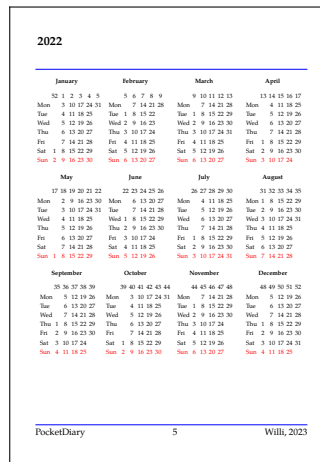 2022
January February March April
52 1 2 3 4 5 5 6 7 8 9 9 10 11 12 13 13 14 15 16 17
Mon 3 10 17 24 31 Mon 7 14 21 28 Mon 7 14 21 28 Mon 4 11 18 25
Tue 4 11 18 25 Tue 1 8 15 22 Tue 1 8 15 22 29 Tue 5 12 19 26
Wed 5 12 19 26 Wed 2 9 16 23 Wed 2 9 16 23 30 Wed 6 13 20 27
Thu 6 13 20 27 Thu 3 10 17 24 Thu 3 10 17 24 31 Thu 7 14 21 28
Fri 7 14 21 28 Fri 4 11 18 25 Fri 4 11 18 25 Fri 1 8 15 22 29
Sat 1 8 15 22 29 Sat 5 12 19 26 Sat 5 12 19 26 Sat 2 9 16 23 30
Sun 2 9 16 23 30 Sun 6 13 20 27 Sun 6 13 20 27 Sun 3 10 17 24
May June July August
17 18 19 20 21 22 22 23 24 25 26 26 27 28 29 30 31 32 33 34 35
Mon 2 9 16 23 30 Mon 6 13 20 27 Mon 4 11 18 25 Mon 1 8 15 22 29
Tue 3 10 17 24 31 Tue 7 14 21 28 Tue 5 12 19 26 Tue 2 9 16 23 30
Wed 4 11 18 25 Wed 1 8 15 22 29 Wed 6 13 20 27 Wed 3 10 17 24 31
Thu 5 12 19 26 Thu 2 9 16 23 30 Thu 7 14 21 28 Thu 4 11 18 25
Fri 6 13 20 27 Fri 3 10 17 24 Fri 1 8 15 22 29 Fri 5 12 19 26
Sat 7 14 21 28 Sat 4 11 18 25 Sat 2 9 16 23 30 Sat 6 13 20 27
Sun 1 8 15 22 29 Sun 5 12 19 26 Sun 3 10 17 24 31 Sun 7 14 21 28
September October November December
35 36 37 38 39 39 40 41 42 43 44 44 45 46 47 48 48 49 50 51 52
Mon 5 12 19 26 Mon 3 10 17 24 31 Mon 7 14 21 28 Mon 5 12 19 26
Tue 6 13 20 27 Tue 4 11 18 25 Tue 1 8 15 22 29 Tue 6 13 20 27
Wed 7 14 21 28 Wed 5 12 19 26 Wed 2 9 16 23 30 Wed 7 14 21 28
Thu 1 8 15 22 29 Thu 6 13 20 27 Thu 3 10 17 24 Thu 1 8 15 22 29
Fri 2 9 16 23 30 Fri 7 14 21 28 Fri 4 11 18 25 Fri 2 9 16 23 30
Sat 3 10 17 24 Sat 1 8 15 22 29 Sat 5 12 19 26 Sat 3 10 17 24 31
Sun 4 11 18 25 Sun 2 9 16 23 30 Sun 6 13 20 27 Sun 4 11 18 25
PocketDiary 5 Willi, 2023